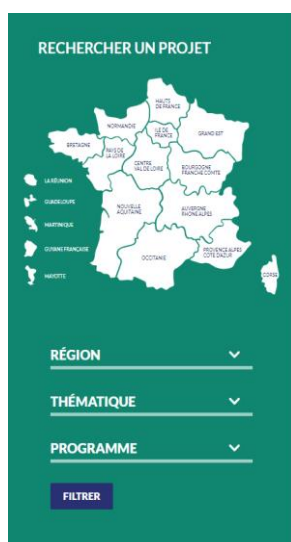 RECHERCHER UN PROJET
HAUTS
DE FRANCE
NORMANDIE
ILE DE
FRANCE
GRAND EST
BRETAGNE
PAYS DE
LA LOIRE
CENTRE
VAL DE LOIRE
BOURGOGNE
FRANCHE COMTE
LA RÉUNION
GUADELOUPE
MARTINIQUE
GUYANE FRANÇAISE
MAYOTTE
NOUVELLE
AQUITAINE
AUVERGNE
RHONE ALPES
OCCITANIE
PROVENCE ALPES
COTE D'AZUR
CORSE
RÉGION
THÉMATIQUE
PROGRAMME
FILTRER